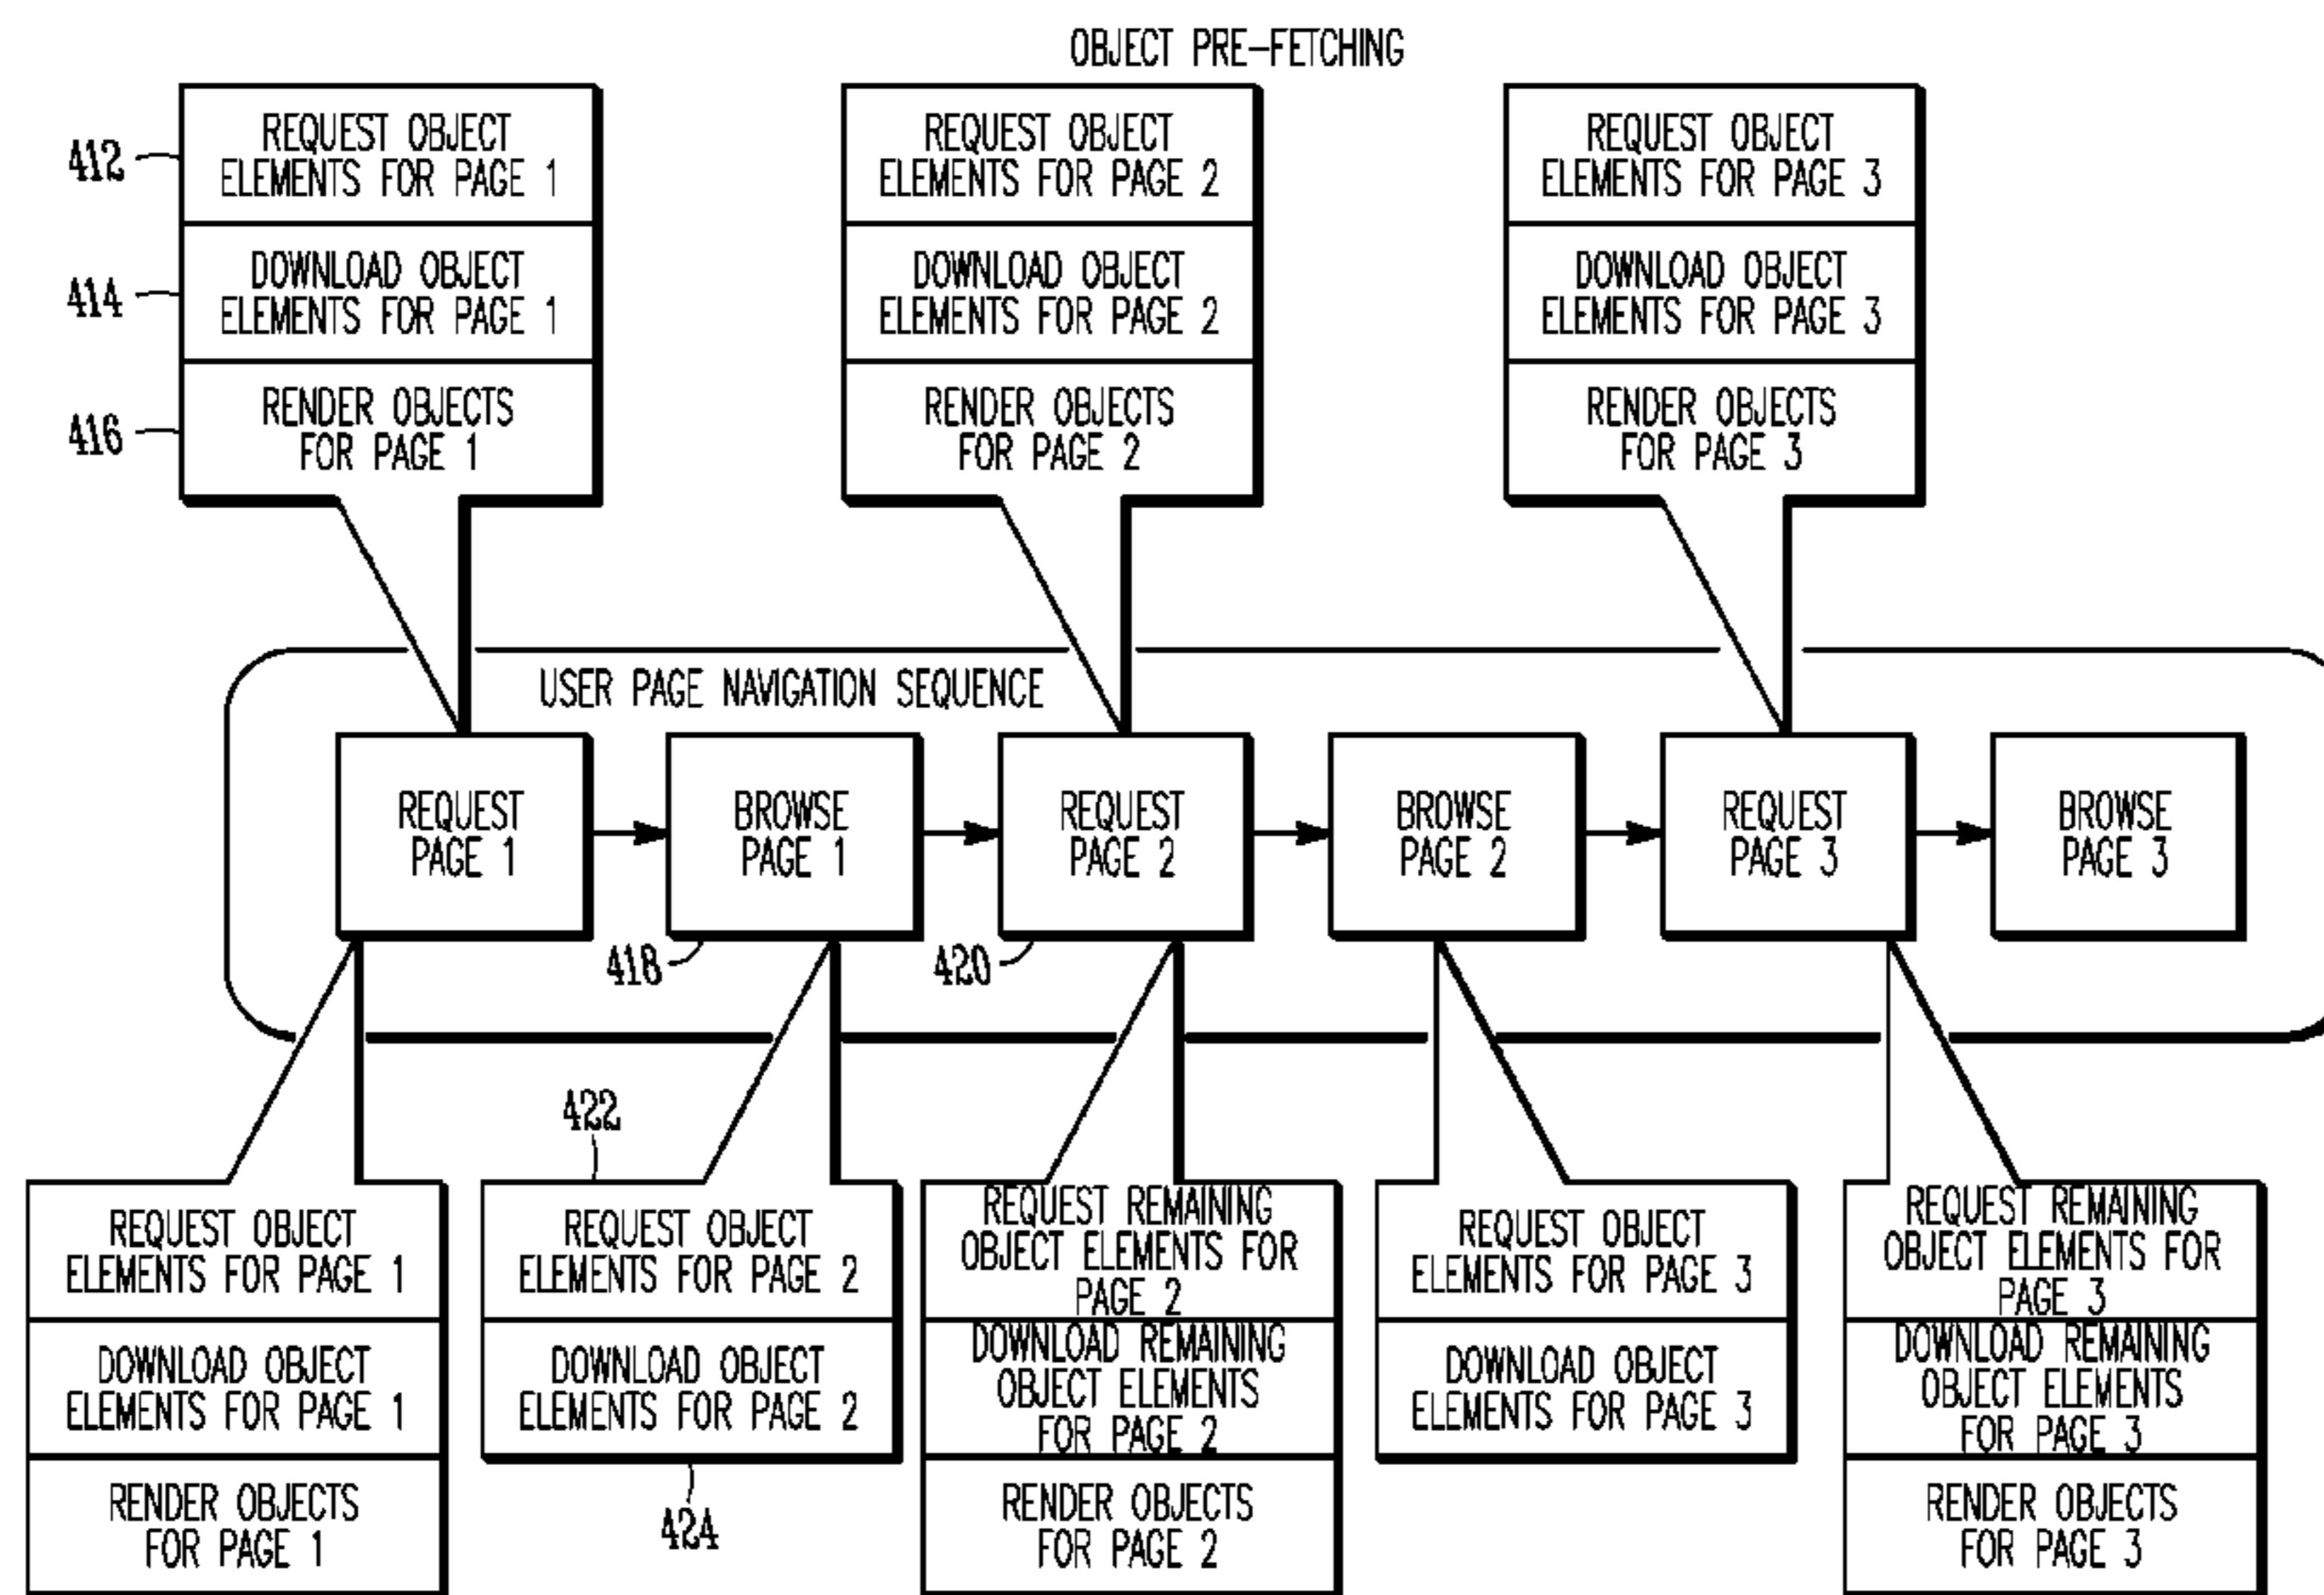 OBJECT PRE-FETCHING
412
REQUEST OBJECT
ELEMENTS FOR PAGE 1
414
DOWNLOAD OBJECT
ELEMENTS FOR PAGE 1
416
RENDER OBJECTS
FOR PAGE 1
REQUEST OBJECT
ELEMENTS FOR PAGE 2
DOWNLOAD OBJECT
ELEMENTS FOR PAGE 2
RENDER OBJECTS
FOR PAGE 2
REQUEST OBJECT
ELEMENTS FOR PAGE 3
DOWNLOAD OBJECT
ELEMENTS FOR PAGE 3
RENDER OBJECTS
FOR PAGE 3
USER PAGE NAVIGATION SEQUENCE
REQUEST
PAGE 1
BROWSE
PAGE 1
REQUEST
PAGE 2
BROWSE
PAGE 2
REQUEST
PAGE 3
BROWSE
PAGE 3
418
420
REQUEST OBJECT
ELEMENTS FOR PAGE 1
DOWNLOAD OBJECT
ELEMENTS FOR PAGE 1
RENDER OBJECTS
FOR PAGE 1
422
REQUEST OBJECT
ELEMENTS FOR PAGE 2
DOWNLOAD OBJECT
ELEMENTS FOR PAGE 2
424
REQUEST REMAINING
OBJECT ELEMENTS FOR
PAGE 2
DOWNLOAD REMAINING
OBJECT ELEMENTS
FOR PAGE 2
RENDER OBJECTS
FOR PAGE 2
REQUEST OBJECT
ELEMENTS FOR PAGE 3
DOWNLOAD OBJECT
ELEMENTS FOR PAGE 3
REQUEST REMAINING
OBJECT ELEMENTS FOR
PAGE 3
DOWNLOAD REMAINING
OBJECT ELEMENTS
FOR PAGE 3
RENDER OBJECTS
FOR PAGE 3